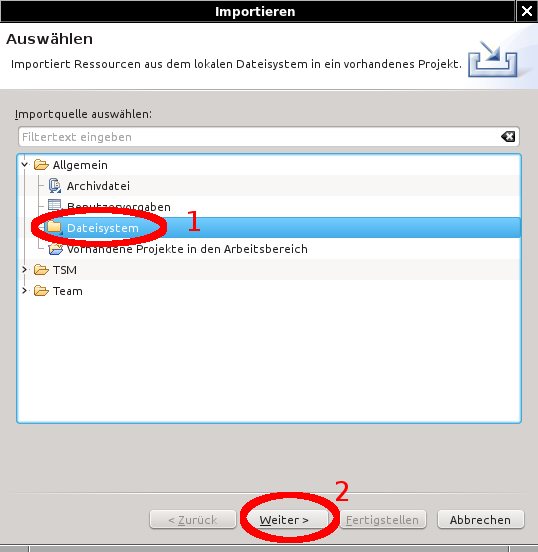 Importieren
Auswählen
Importiert Ressourcen aus dem lokalen Dateisystem in ein vorhandenes Projekt.
Importquelle auswählen:
Filtertext eingeben
Allgemein
Archivdatei
Benutzervorgaben
Dateisystem
1
Vorhandene Projekte in den Arbeitsbereich
TSM
Team
2
< Zurück
Weiter >
Fertigstellen
Abbrechen